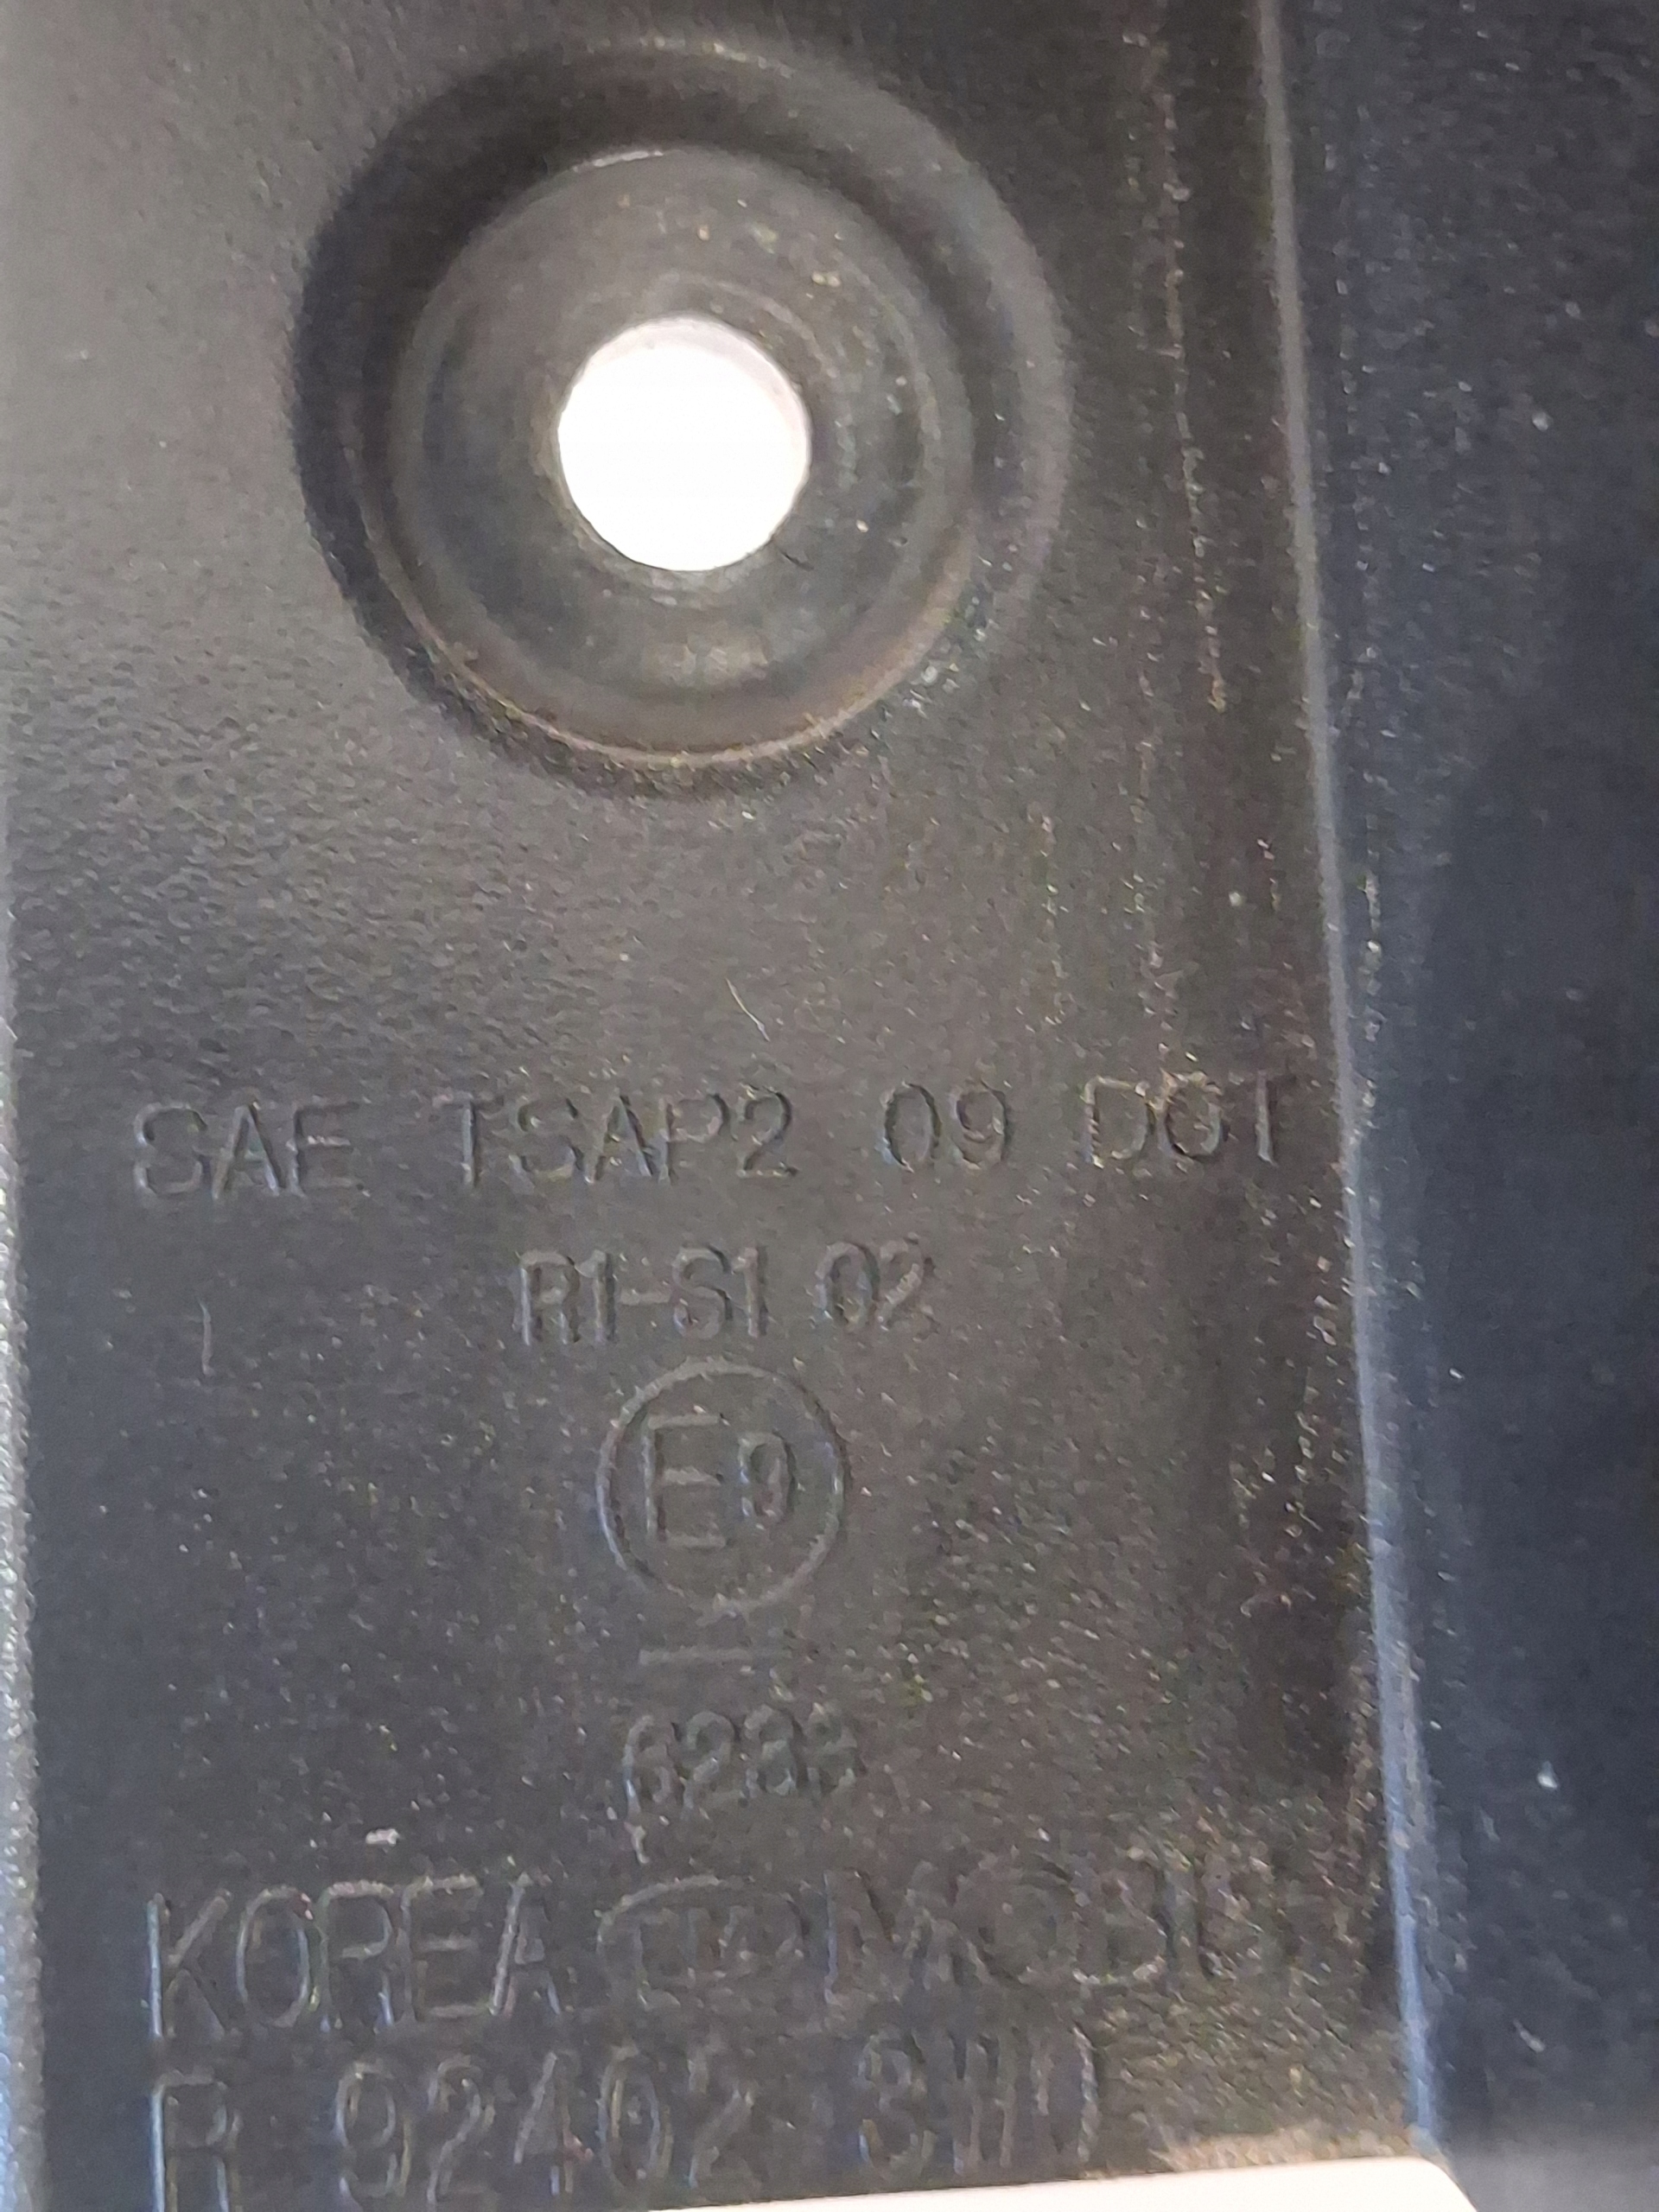 SAE TSAP2 09 DOT
R1-S1 02
E9
KOREA MOBIS
R 92402